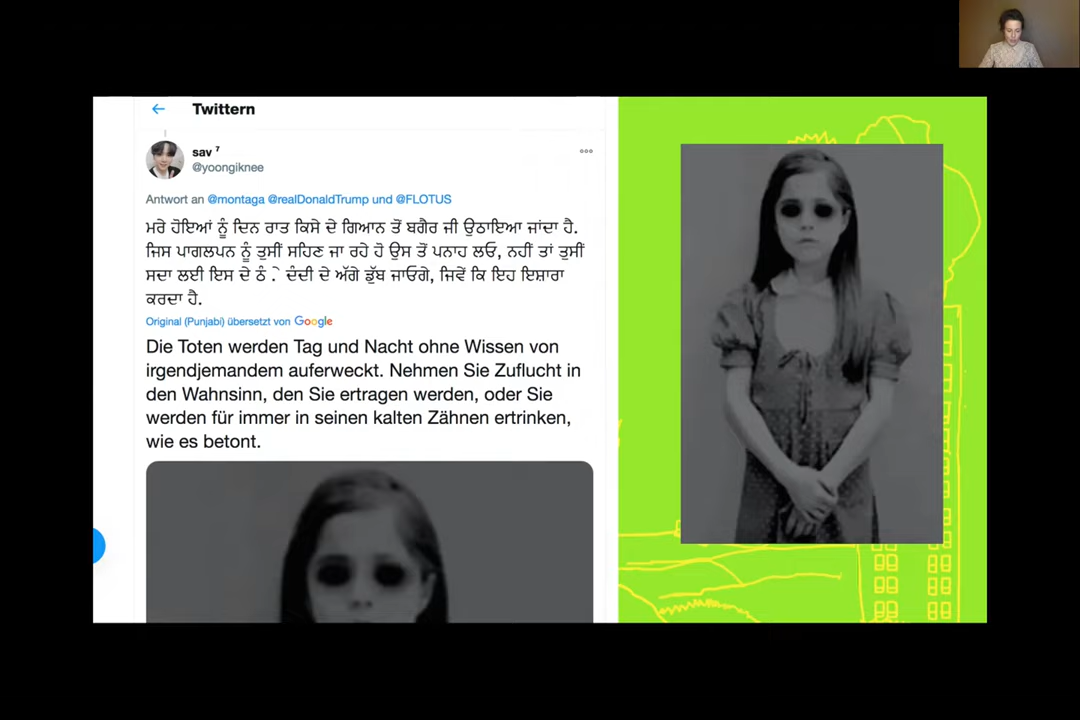 Twittern
sav ⁷
@yoongiknee
Antwort an @montaga @realDonaldTrump und @FLOTUS
ਮਰੇ ਹੋਇਆਂ ਨੂੰ ਦਿਨ ਰਾਤ ਕਿਸੇ ਦੇ ਗਿਆਨ ਤੋਂ ਬਗੈਰ ਜੀ ਉਠਾਇਆ ਜਾਂਦਾ ਹੈ.
ਜਿਸ ਪਾਗਲਪਨ ਨੂੰ ਤੁਸੀਂ ਸਹਿਣ ਜਾ ਰਹੇ ਹੋ ਉਸ ਤੋਂ ਪਨਾਹ ਲਓ, ਨਹੀਂ ਤਾਂ ਤੁਸੀਂ
ਸਦਾ ਲਈ ਇਸ ਦੇ ਠੰ ੇ ਦੰਦੀ ਦੇ ਅੱਗੇ ਡੁੱਬ ਜਾਓਗੇ, ਜਿਵੇਂ ਕਿ ਇਹ ਇਸ਼ਾਰਾ
ਕਰਦਾ ਹੈ.
Original (Punjabi) übersetzt von Google
Die Toten werden Tag und Nacht ohne Wissen von
irgendjemandem auferweckt. Nehmen Sie Zuflucht in
den Wahnsinn, den Sie ertragen werden, oder Sie
werden für immer in seinen kalten Zähnen ertrinken,
wie es betont.